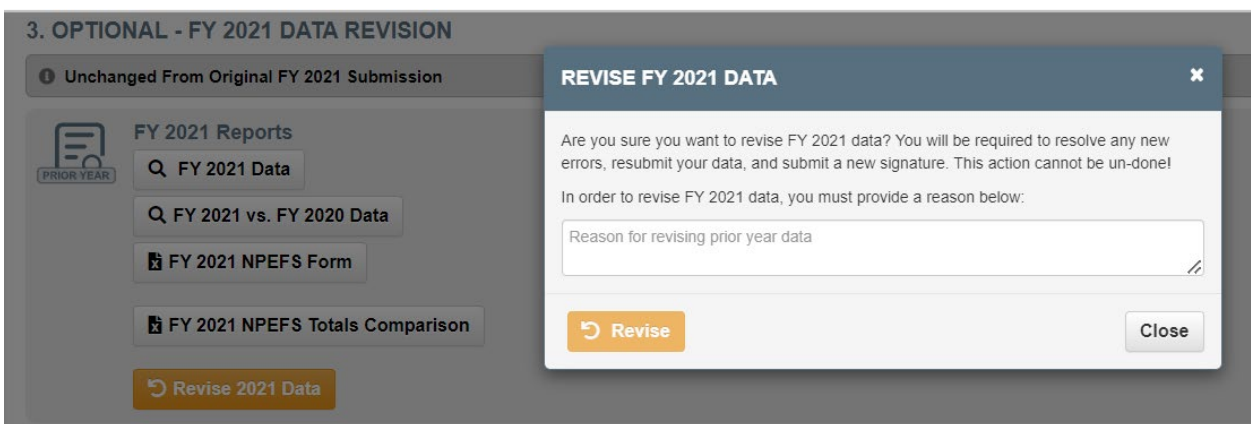 3. OPTIONAL - FY 2021 DATA REVISION
Unchanged From Original FY 2021 Submission
PRIOR YEAR
FY 2021 Reports
FY 2021 Data
FY 2021 vs. FY 2020 Data
FY 2021 NPEFS Form
FY 2021 NPEFS Totals Comparison
Revise 2021 Data
REVISE FY 2021 DATA
Are you sure you want to revise FY 2021 data? You will be required to resolve any new
errors, resubmit your data, and submit a new signature. This action cannot be un-done!
In order to revise FY 2021 data, you must provide a reason below:
Reason for revising prior year data
Revise
Close